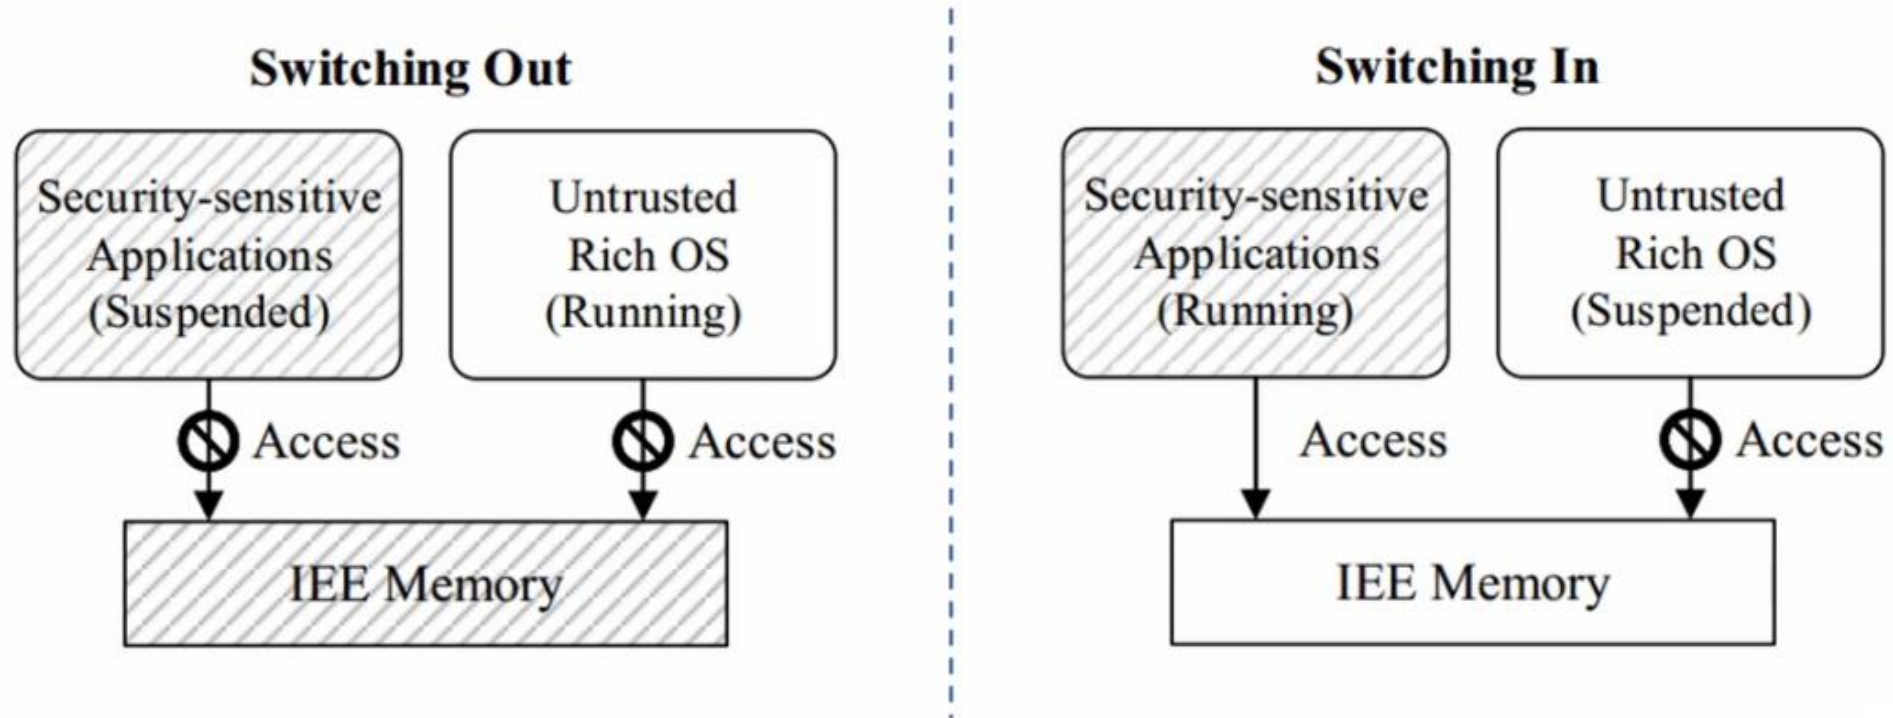 Switching Out
Security-sensitive
Applications
(Suspended)
Untrusted
Rich OS
(Running)
Access
Access
IEE Memory
Switching In
Security-sensitive
Applications
(Running)
Untrusted
Rich OS
(Suspended)
Access
Access
IEE Memory